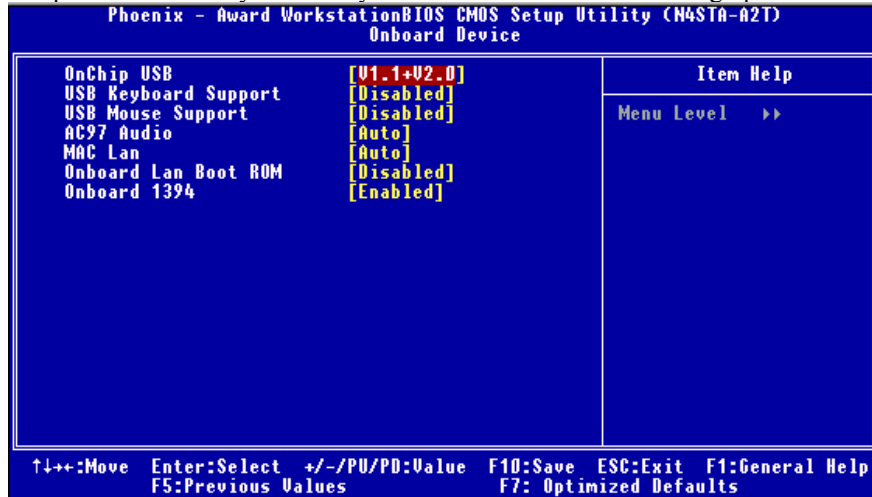 Phoenix - Award WorkstationBIOS CMOS Setup Utility (N4STA-A2T)
Onboard Device
OnChip USB [V1.1+V2.0]
USB Keyboard Support [Disabled]
USB Mouse Support [Disabled]
AC97 Audio [Auto]
MAC Lan [Auto]
Onboard Lan Boot ROM [Disabled]
Onboard 1394 [Enabled]
Item Help
Menu Level ▸▸
↑↓→←:Move Enter:Select +/-/PU/PD:Value F10:Save ESC:Exit F1:General Help
F5:Previous Values F7: Optimized Defaults